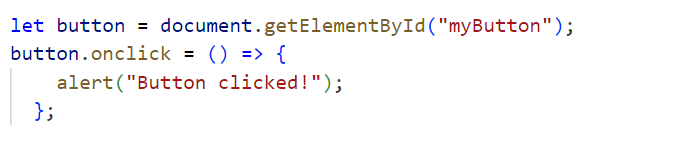 let button = document.getElementById("myButton");
button.onclick = () => {
    alert("Button clicked!");
  };